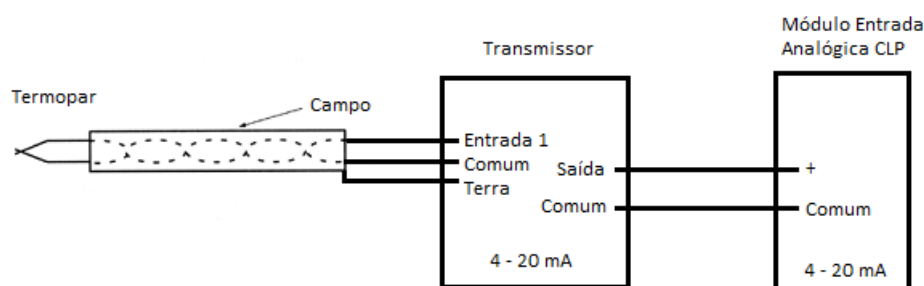 Módulo Entrada
Analógica CLP
Transmissor
Termopar
Campo
Entrada 1
Comum
Terra
Saída
Comum
4 - 20 mA
+
Comum
4 - 20 mA